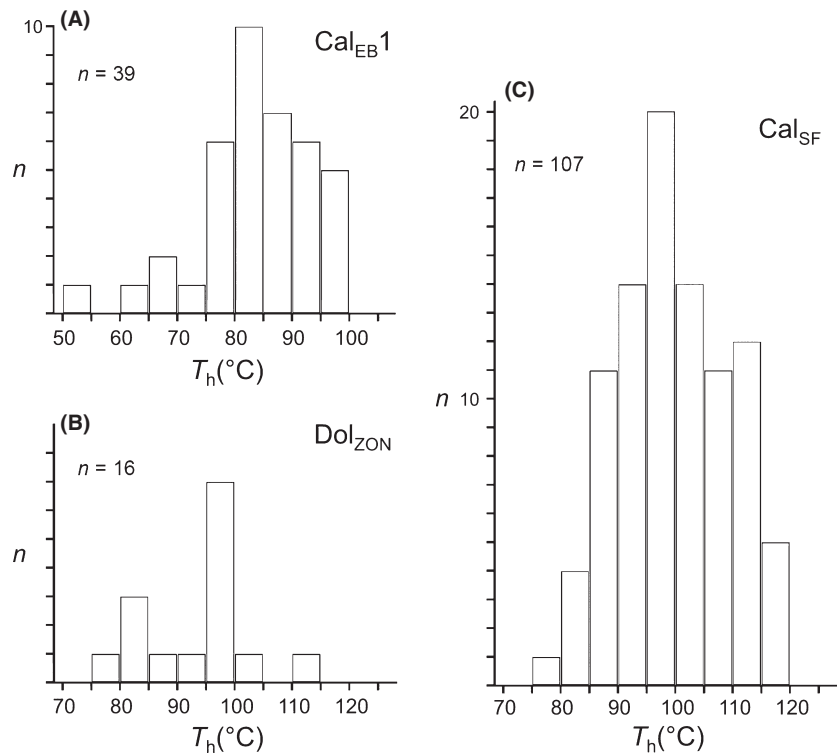 (A)
Cal_EB1
10
n = 39
n
50 60 70 80 90 100
T_h(°C)
(B)
Dol_ZON
n = 16
n
70 80 90 100 110 120
T_h(°C)
(C)
Cal_SF
20
n = 107
n 10
70 80 90 100 110 120
T_h(°C)